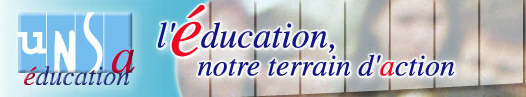 uNSa
éducation
l'éducation,
notre terrain d'action